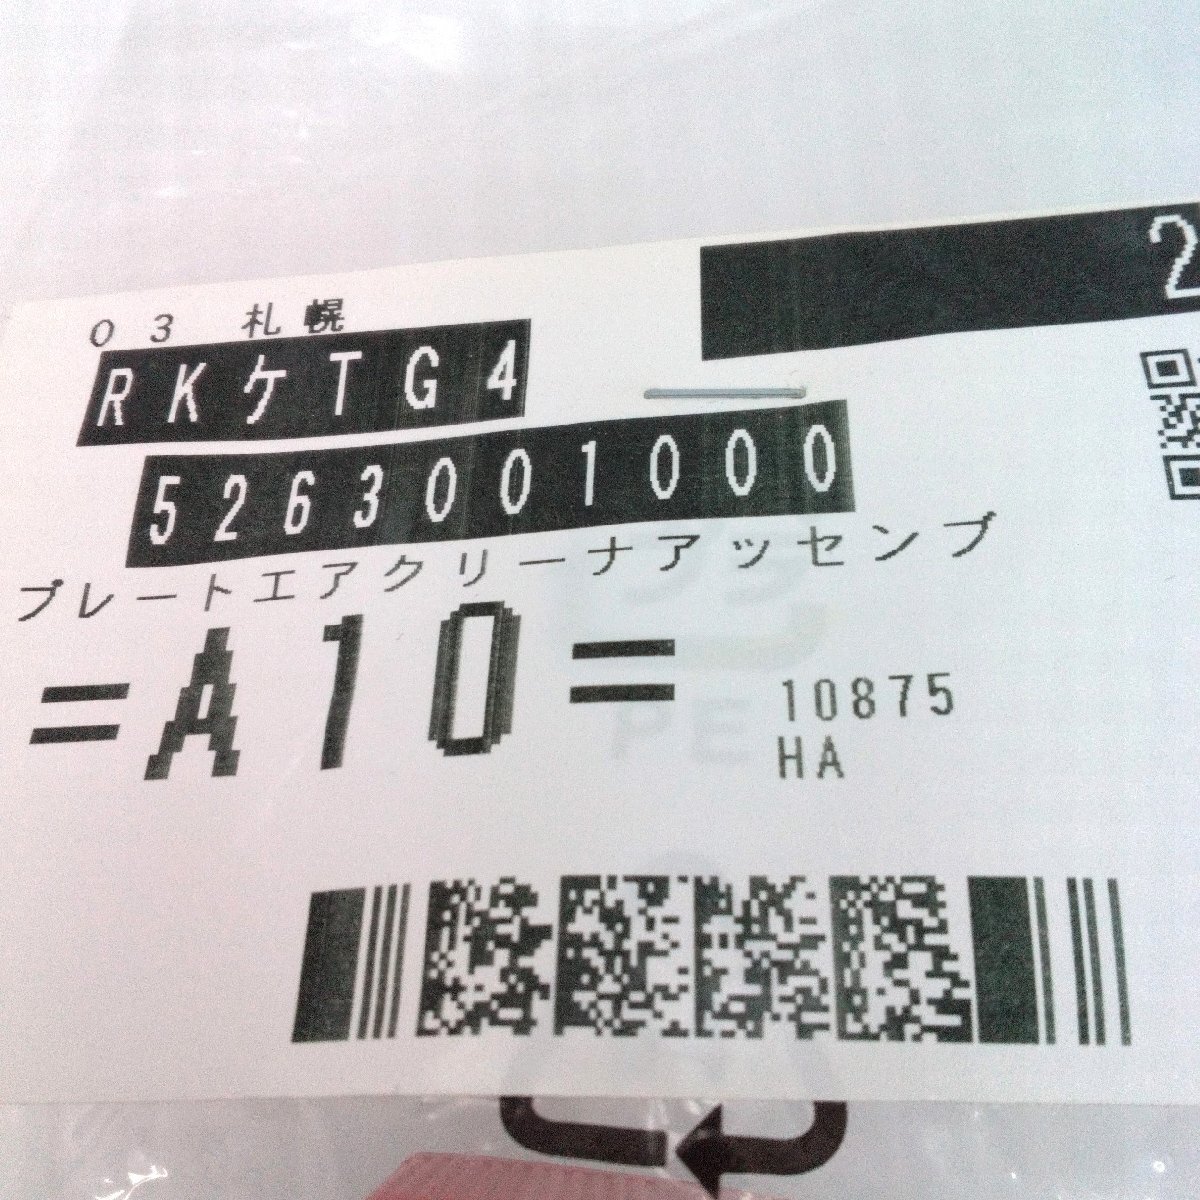 2
03 札幌
RKケTG4
5263001000
プレートエアクリーナアッセンブ
=A10=
10875
HA
PE